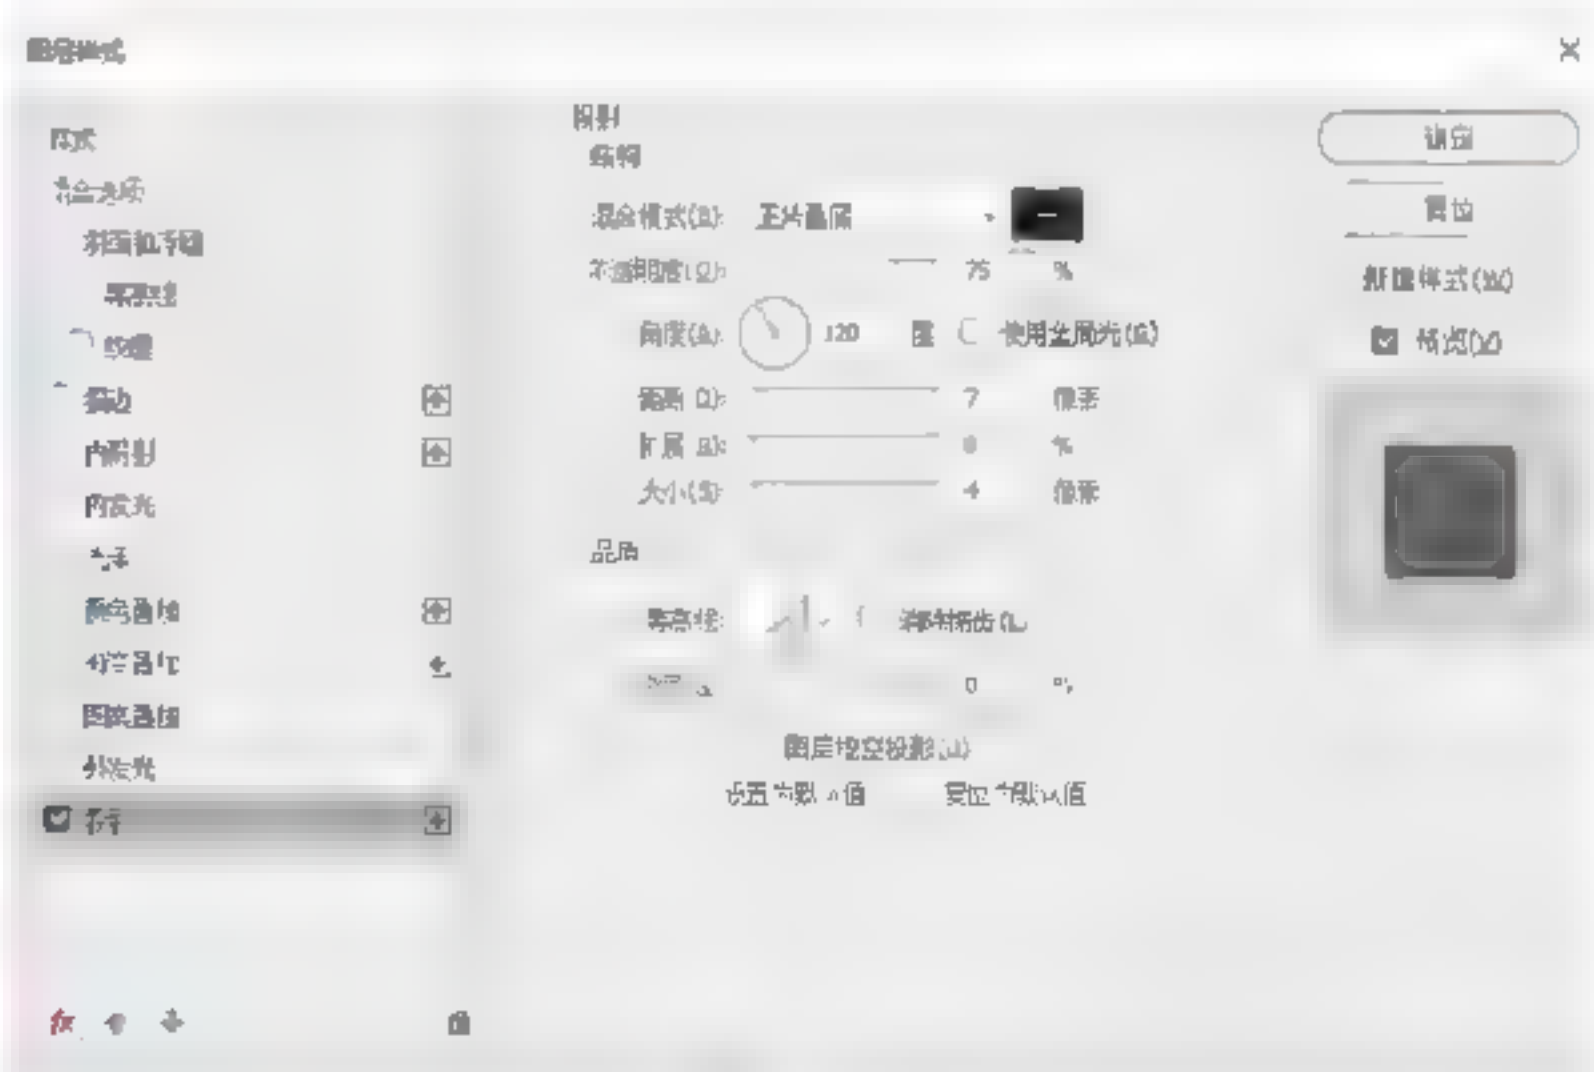 图层样式
样式
混合选项
斜面和浮雕
等高线
纹理
描边
内阴影
内发光
光泽
颜色叠加
渐变叠加
图案叠加
外发光
投影
fx
投影
结构
混合模式(B): 正片叠底
不透明度(O): 75 %
角度(A): 120 度 使用全局光(G)
距离(D): 7 像素
扩展(R): 0 %
大小(S): 4 像素
品质
等高线: 消除锯齿(L)
0 %
图层挖空投影(U)
设置为默认值 复位为默认值
确定
复位
新建样式(W)
预览(V)